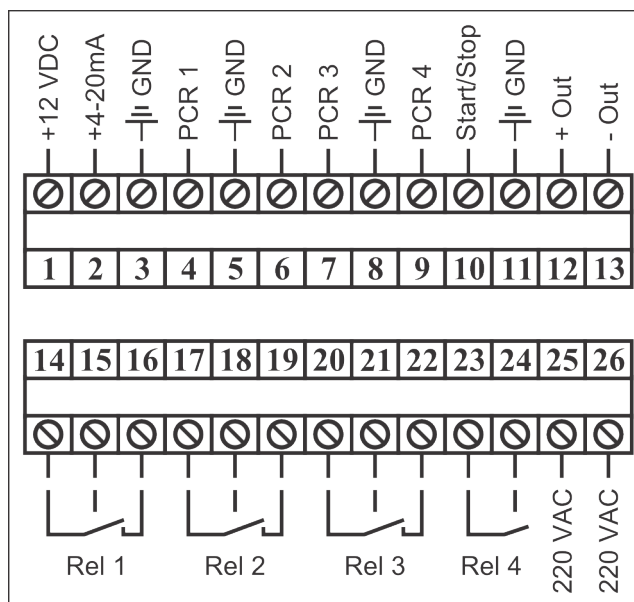 +12 VDC
+4-20mA
GND
PCR 1
GND
PCR 2
PCR 3
GND
PCR 4
Start/Stop
GND
+ Out
- Out
1 2 3 4 5 6 7 8 9 10 11 12 13
14 15 16 17 18 19 20 21 22 23 24 25 26
Rel 1
Rel 2
Rel 3
Rel 4
220 VAC
220 VAC